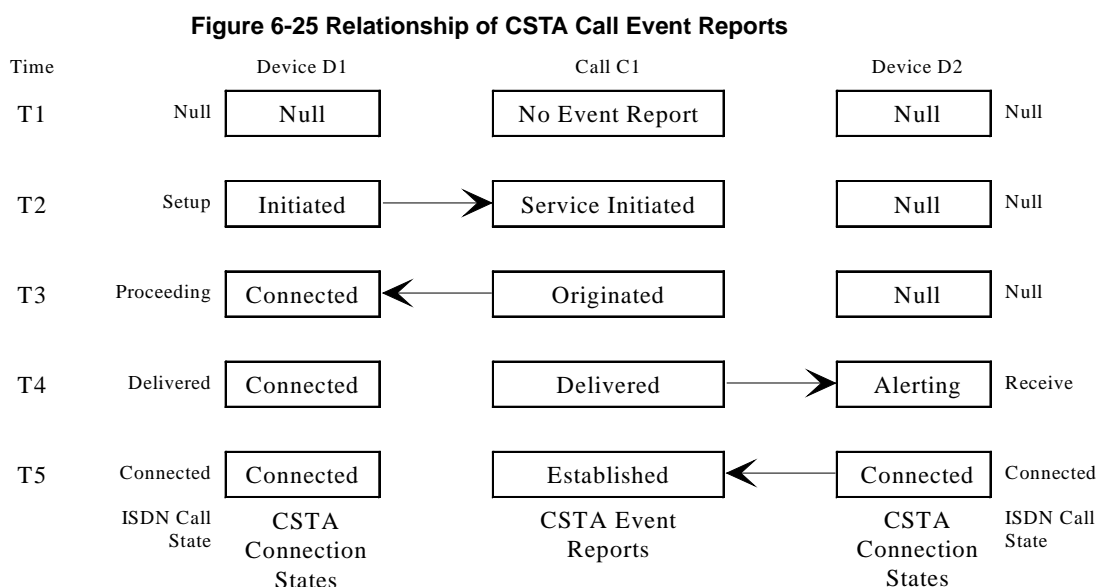 Figure 6-25 Relationship of CSTA Call Event Reports
Time Device D1 Call C1 Device D2
T1 Null Null No Event Report Null Null
T2 Setup Initiated Service Initiated Null Null
T3 Proceeding Connected Originated Null Null
T4 Delivered Connected Delivered Alerting Receive
T5 Connected Connected Established Connected Connected
ISDN Call State
CSTA Connection States
CSTA Event Reports
CSTA Connection States
ISDN Call State